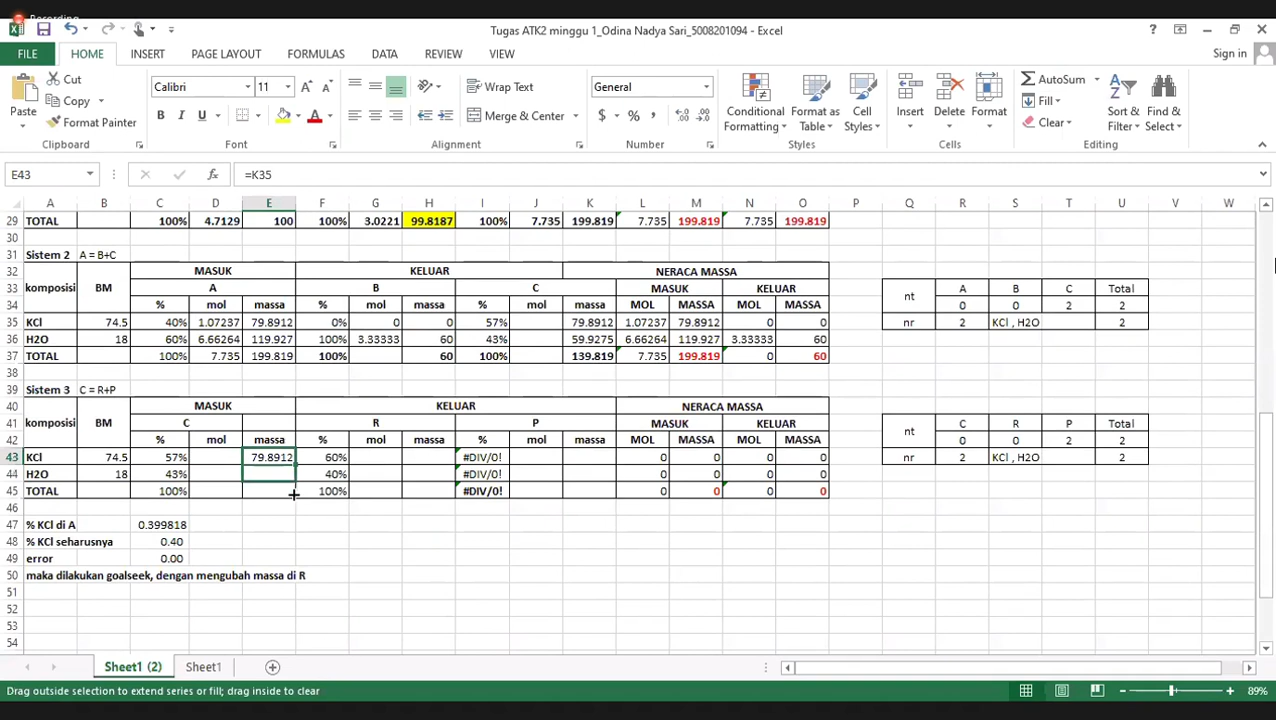 Recording
Tugas ATK2 minggu 1_Odina Nadya Sari_5008201094 - Excel
FILE HOME INSERT PAGE LAYOUT FORMULAS DATA REVIEW VIEW Sign in
Cut Calibri 11 Wrap Text General AutoSum
Copy Fill
Paste Format Painter Merge & Center Conditional Formatting Format as Table Cell Styles Insert Delete Format Clear Sort & Filter Find & Select
Clipboard Font Alignment Number Styles Cells Editing
E43 =K35
A B C D E F G H I J K L M N O P Q R S T U V W
29 TOTAL 100% 4.7129 100 100% 3.0221 99.8187 100% 7.735 199.819 7.735 199.819 7.735 199.819
30
31 Sistem 2 A = B+C
32 MASUK KELUAR NERACA MASSA
33 komposisi BM A B C MASUK KELUAR nt A B C Total
34 % mol massa % mol massa % mol massa MOL MASSA MOL MASSA 0 0 2 2
35 KCl 74.5 40% 1.07237 79.8912 0% 0 0 57% 79.8912 1.07237 79.8912 0 0 nr 2 KCl , H2O 2
36 H2O 18 60% 6.66264 119.927 100% 3.33333 60 43% 59.9275 6.66264 119.927 3.33333 60
37 TOTAL 100% 7.735 199.819 100% 60 100% 139.819 7.735 199.819 0 60
38
39 Sistem 3 C = R+P
40 MASUK KELUAR NERACA MASSA
41 komposisi BM C R P MASUK KELUAR nt C R P Total
42 % mol massa % mol massa % mol massa MOL MASSA MOL MASSA 0 0 2 2
43 KCl 74.5 57% 79.8912 60% #DIV/0! 0 0 0 0 nr 2 KCl , H2O 2
44 H2O 18 43% 40% #DIV/0! 0 0 0 0
45 TOTAL 100% 100% #DIV/0! 0 0 0 0
46
47 % KCl di A 0.399818
48 % KCl seharusnya 0.40
49 error 0.00
50 maka dilakukan goalseek, dengan mengubah massa di R
51
52
53
54
Sheet1 (2) Sheet1
Drag outside selection to extend series or fill; drag inside to clear 89%